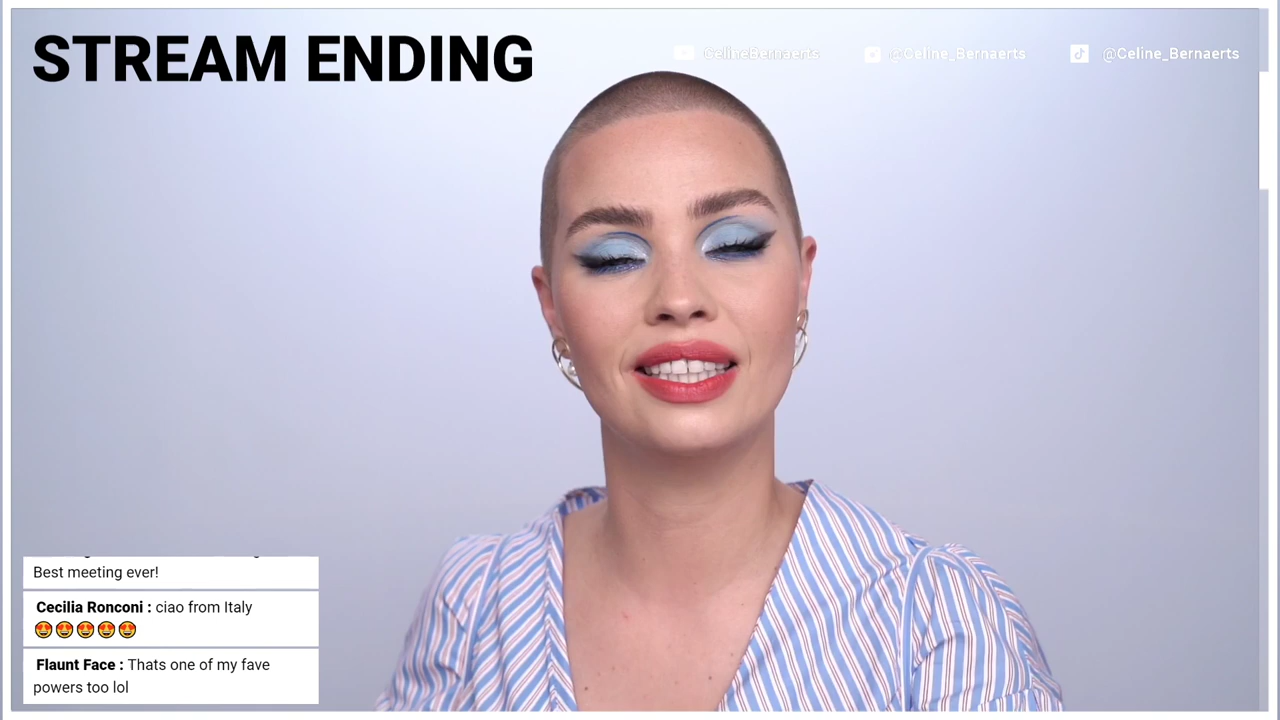 STREAM ENDING
CelineBernaerts
@Celine_Bernaerts
@Celine_Bernaerts
Best meeting ever!
Cecilia Ronconi : ciao from Italy
😍😍😍😍😍
Flaunt Face : Thats one of my fave
powers too lol